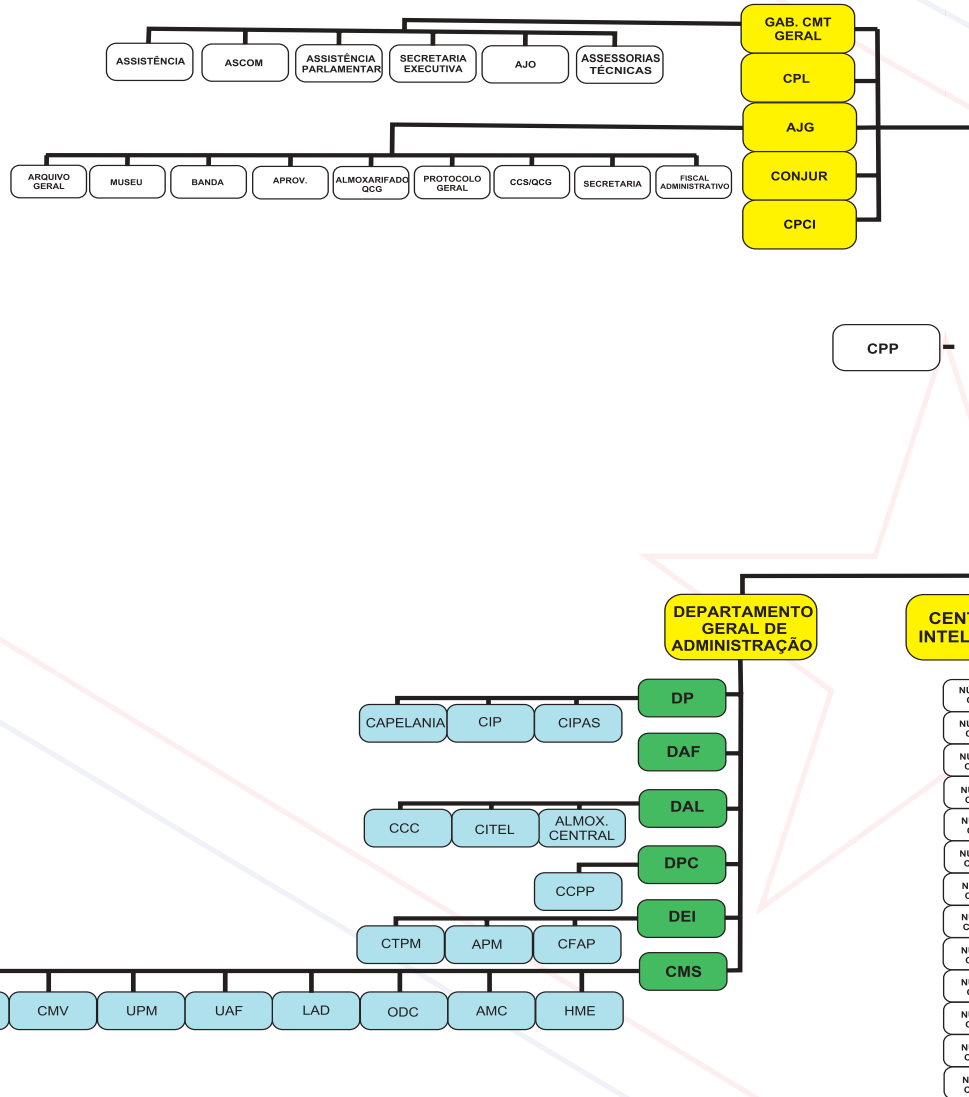 GAB. CMT
GERAL
ASSISTÊNCIA
ASCOM
ASSISTÊNCIA
PARLAMENTAR
SECRETARIA
EXECUTIVA
AJO
ASSESSORIAS
TÉCNICAS
CPL
AJG
ARQUIVO
GERAL
MUSEU
BANDA
APROV.
ALMOXARIFADO
QCG
PROTOCOLO
GERAL
CCS/QCG
SECRETARIA
FISCAL
ADMINISTRATIVO
CONJUR
CPCI
CPP
DEPARTAMENTO
GERAL DE
ADMINISTRAÇÃO
DP
CAPELANIA
CIP
CIPAS
DAF
DAL
CCC
CITEL
ALMOX.
CENTRAL
DPC
CCPP
DEI
CTPM
APM
CFAP
CMS
CMV
UPM
UAF
LAD
ODC
AMC
HME